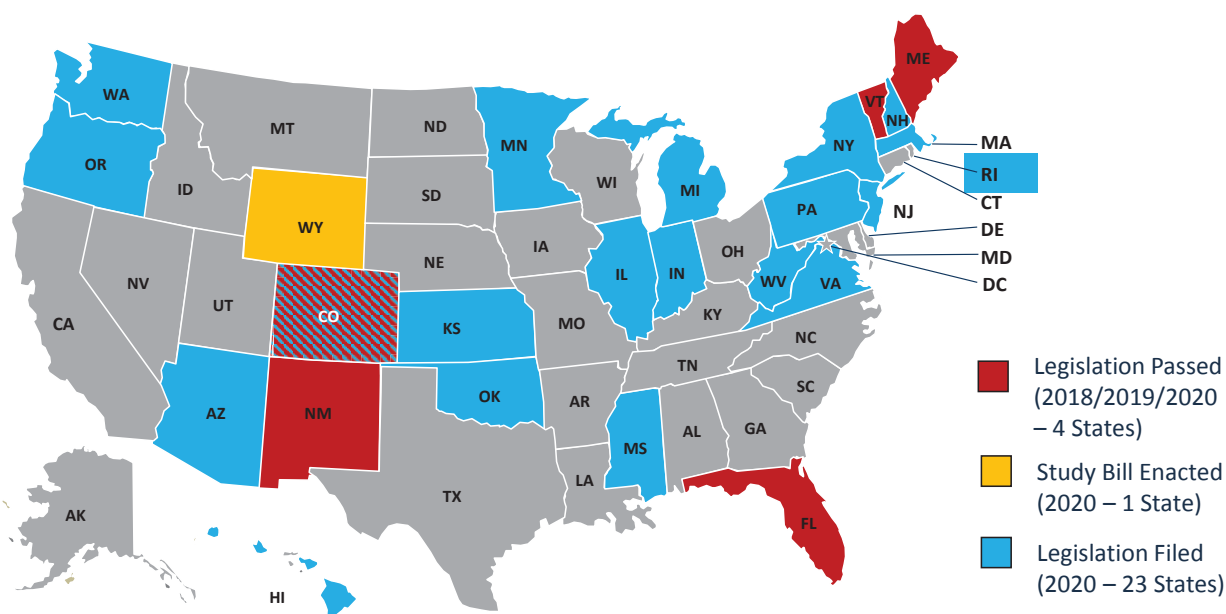 ME
WA
VT
MT
ND
NH
MN
OR
NY
MA
WI
ID
SD
MI
RI
CT
WY
PA
NJ
IA
DE
NE
OH
MD
NV
IL
IN
DC
UT
WV
VA
CO
CA
KS
MO
KY
NC
TN
OK
SC
AZ
NM
AR
MS
AL
GA
LA
TX
AK
FL
HI
Legislation Passed
(2018/2019/2020
– 4 States)
Study Bill Enacted
(2020 – 1 State)
Legislation Filed
(2020 – 23 States)